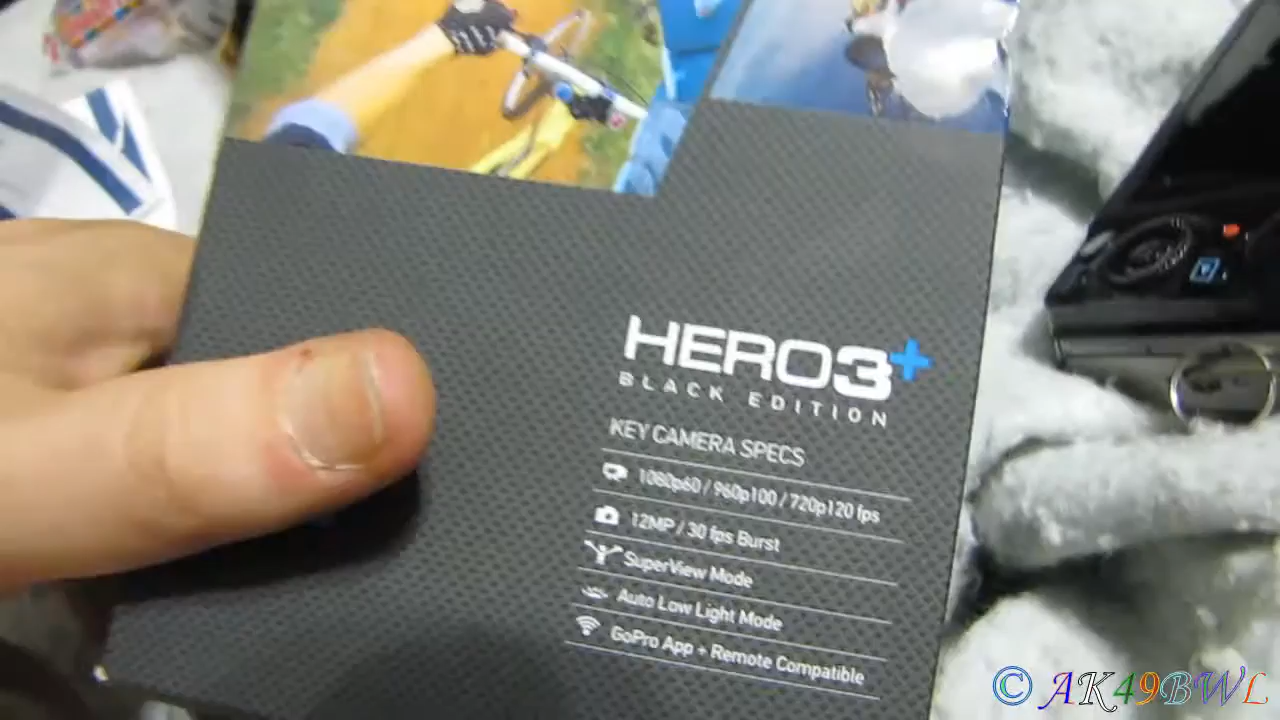 HERO3+
BLACK EDITION
KEY CAMERA SPECS
1080p60 / 960p100 / 720p120 fps
12MP / 30 fps Burst
SuperView Mode
Auto Low Light Mode
GoPro App + Remote Compatible
© AK49BWL